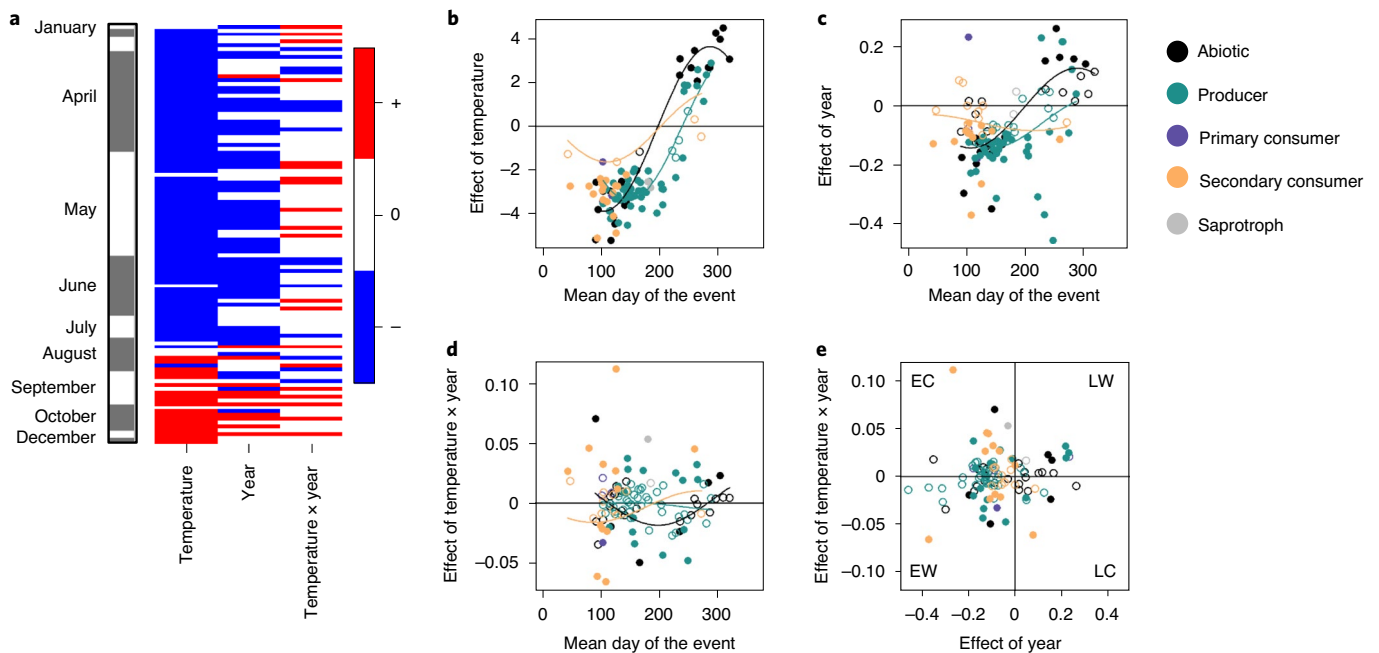 a
January
April
May
June
July
August
September
October
December
+
0
–
Temperature
Year
Temperature × year
b
Effect of temperature
4
2
0
–2
–4
0 100 200 300
Mean day of the event
c
Effect of year
0.2
0
–0.2
–0.4
0 100 200 300
Mean day of the event
Abiotic
Producer
Primary consumer
Secondary consumer
Saprotroph
d
Effect of temperature × year
0.10
0.05
0
–0.05
0 100 200 300
Mean day of the event
e
Effect of temperature × year
0.10
0.05
0
–0.05
–0.10
EC LW
EW LC
–0.4 –0.2 0 0.2 0.4
Effect of year